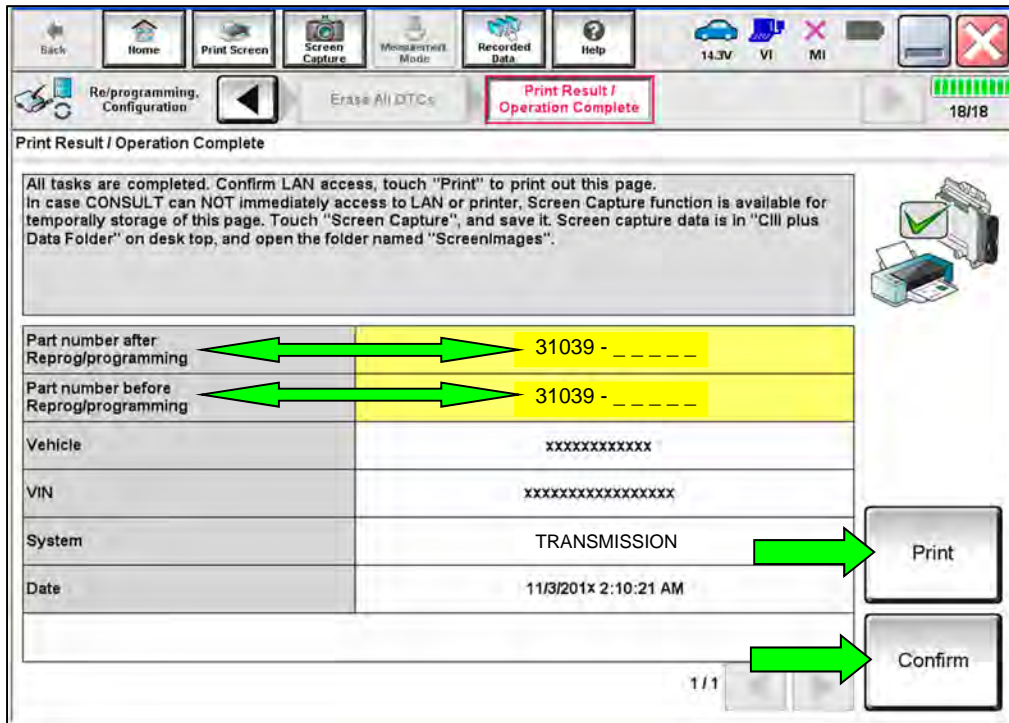 Back
Home
Print Screen
Screen
Capture
Measurement
Mode
Recorded
Data
Help
14.3V
VI
MI
Re/programming,
Configuration
Erase All DTCs
Print Result /
Operation Complete
18/18
Print Result / Operation Complete
All tasks are completed. Confirm LAN access, touch "Print" to print out this page.
In case CONSULT can NOT immediately access to LAN or printer, Screen Capture function is available for
temporally storage of this page. Touch "Screen Capture", and save it. Screen capture data is in "CIII plus
Data Folder" on desk top, and open the folder named "ScreenImages".
Part number after
Reprog/programming
31039 - _ _ _ _ _
Part number before
Reprog/programming
31039 - _ _ _ _ _
Vehicle
xxxxxxxxxxxx
VIN
xxxxxxxxxxxxxxxxx
System
TRANSMISSION
Date
11/3/201x 2:10:21 AM
Print
Confirm
1/1